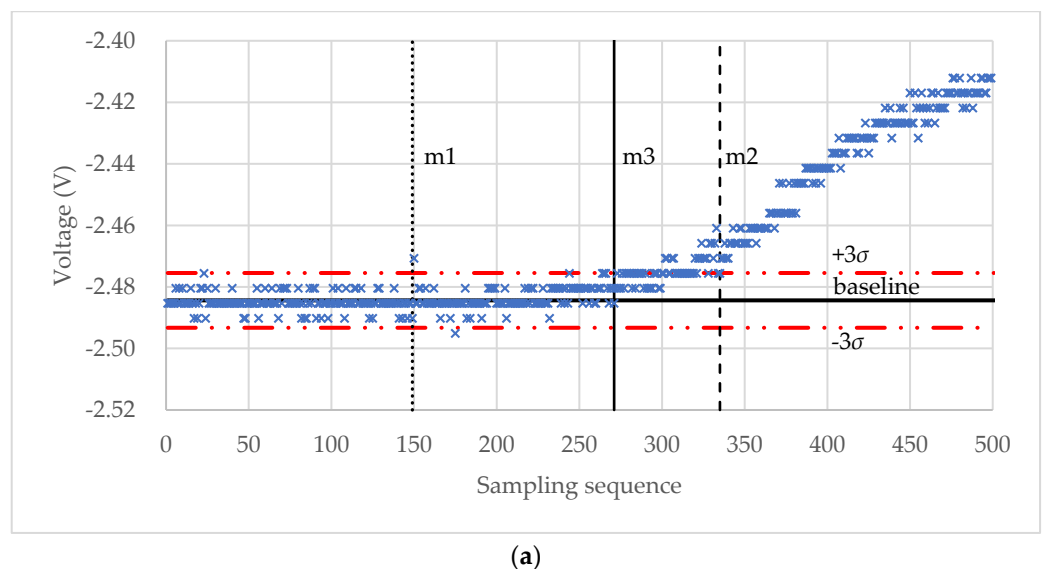 -2.40
-2.42
-2.44
-2.46
-2.48
-2.50
-2.52
Voltage (V)
m1
m3
m2
+3σ
baseline
-3σ
0 50 100 150 200 250 300 350 400 450 500
Sampling sequence
(a)